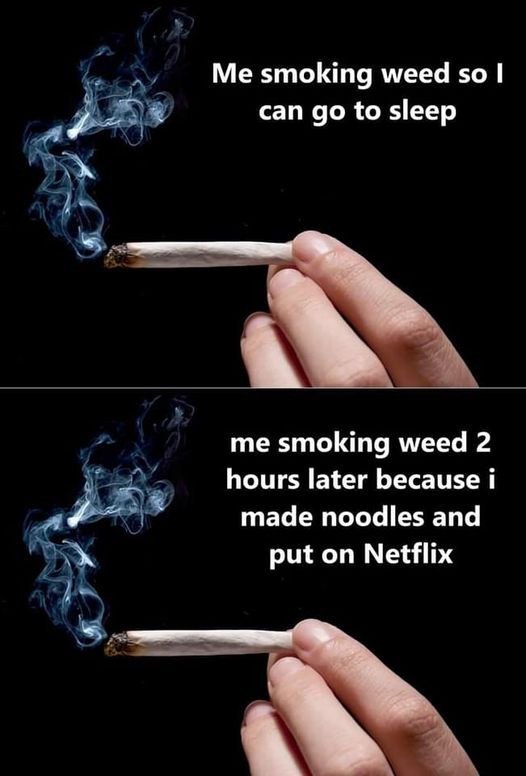 Me smoking weed so I
can go to sleep
me smoking weed 2
hours later because i
made noodles and
put on Netflix